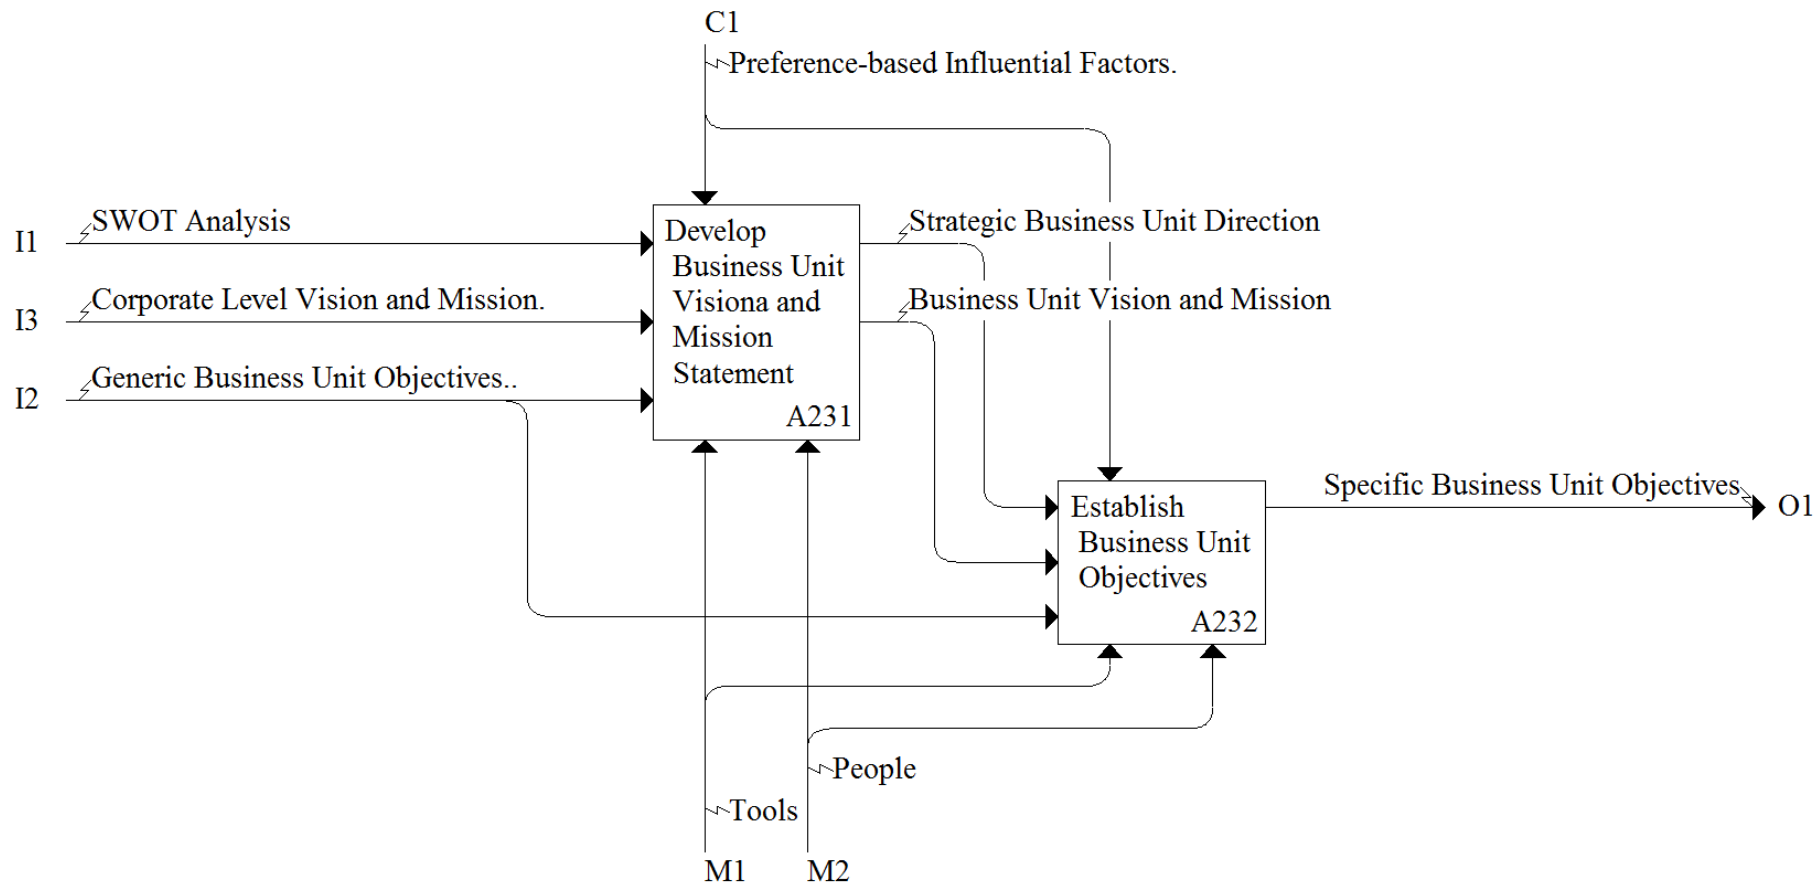 C1
Preference-based Influential Factors.
I1
SWOT Analysis
I3
Corporate Level Vision and Mission.
I2
Generic Business Unit Objectives..
Develop
Business Unit
Visiona and
Mission
Statement
A231
Strategic Business Unit Direction
Business Unit Vision and Mission
Establish
Business Unit
Objectives
A232
Specific Business Unit Objectives
O1
People
Tools
M1
M2